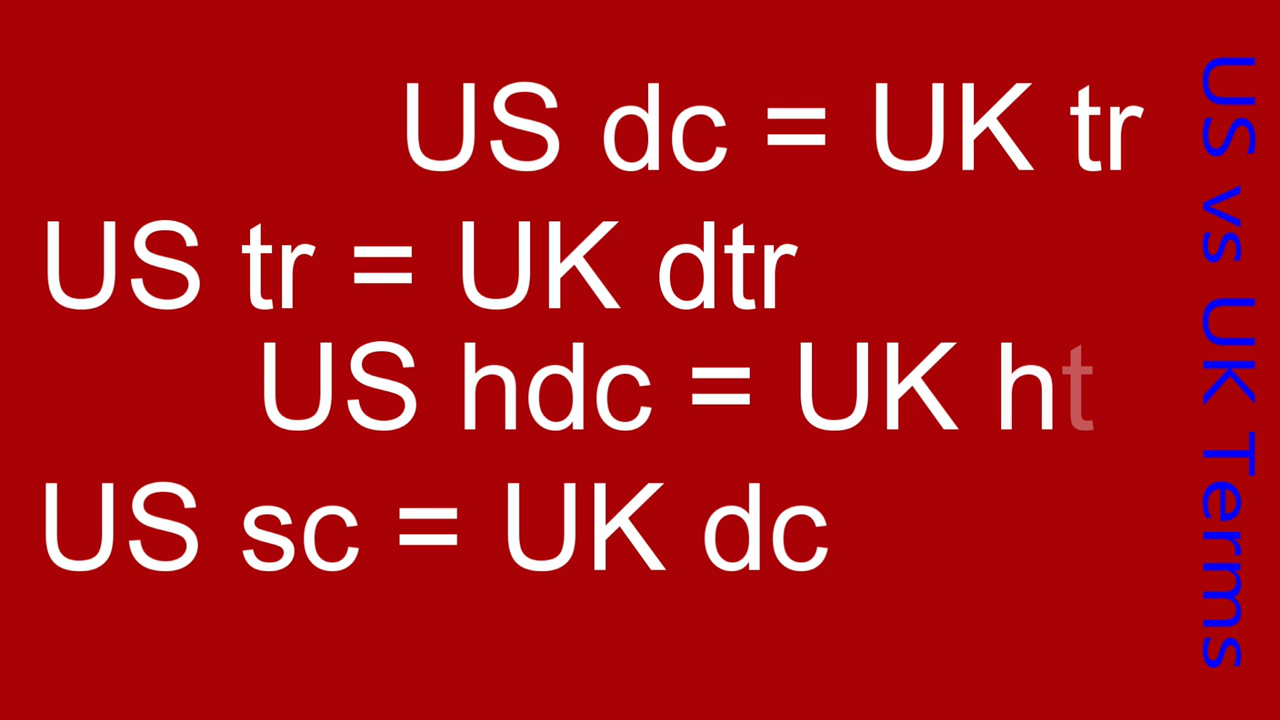 US dc = UK tr
US tr = UK dtr
US hdc = UK ht
US sc = UK dc
US vs UK Terms